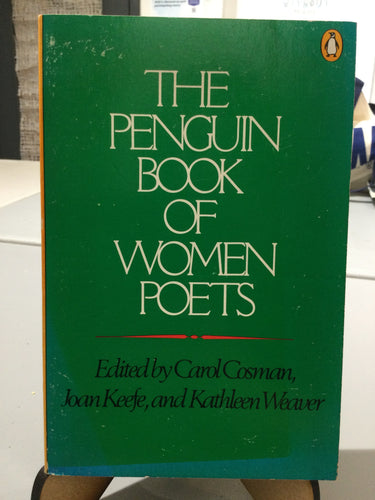 THE
PENGUIN
BOOK
OF
WOMEN
POETS
Edited by Carol Cosman,
Joan Keefe, and Kathleen Weaver